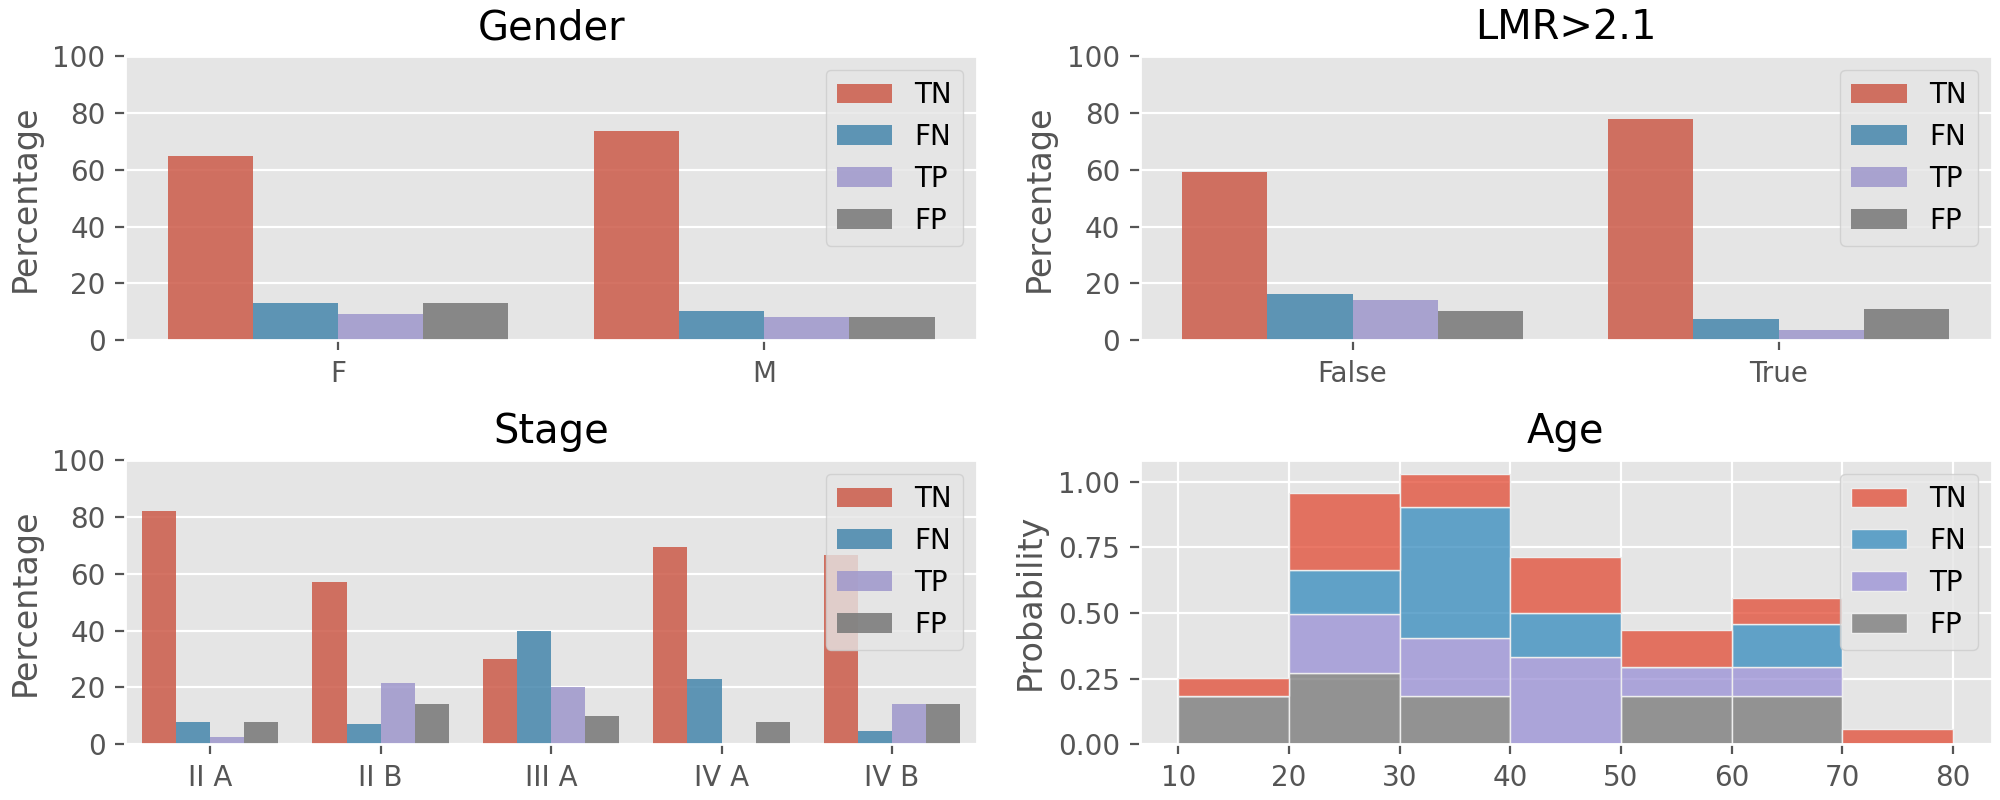 Gender
Percentage
100
80
60
40
20
0
F
M
TN
FN
TP
FP
LMR>2.1
Percentage
100
80
60
40
20
0
False
True
TN
FN
TP
FP
Stage
Percentage
100
80
60
40
20
0
II A
II B
III A
IV A
IV B
TN
FN
TP
FP
Age
Probability
1.00
0.75
0.50
0.25
0.00
10
20
30
40
50
60
70
80
TN
FN
TP
FP